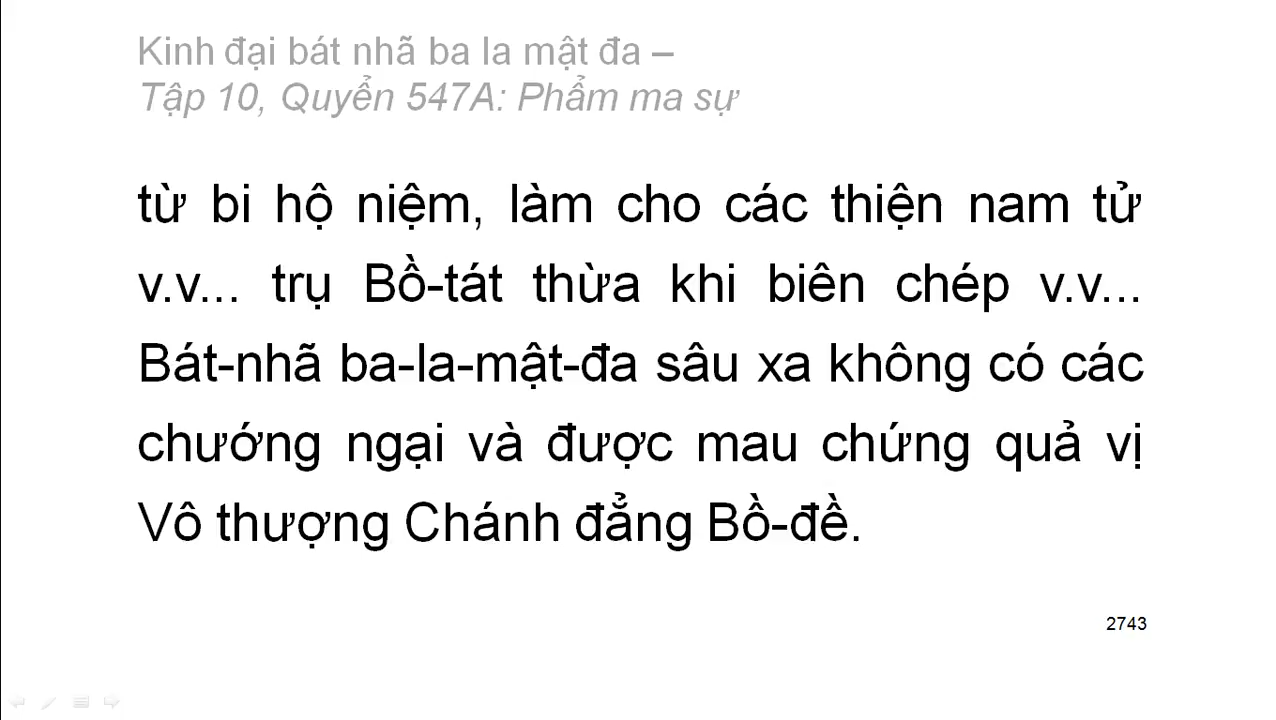 Kinh đại bát nhã ba la mật đa –
Tập 10, Quyển 547A: Phẩm ma sự
từ bi hộ niệm, làm cho các thiện nam tử
v.v... trụ Bồ-tát thừa khi biên chép v.v...
Bát-nhã ba-la-mật-đa sâu xa không có các
chướng ngại và được mau chứng quả vị
Vô thượng Chánh đẳng Bồ-đề.
2743